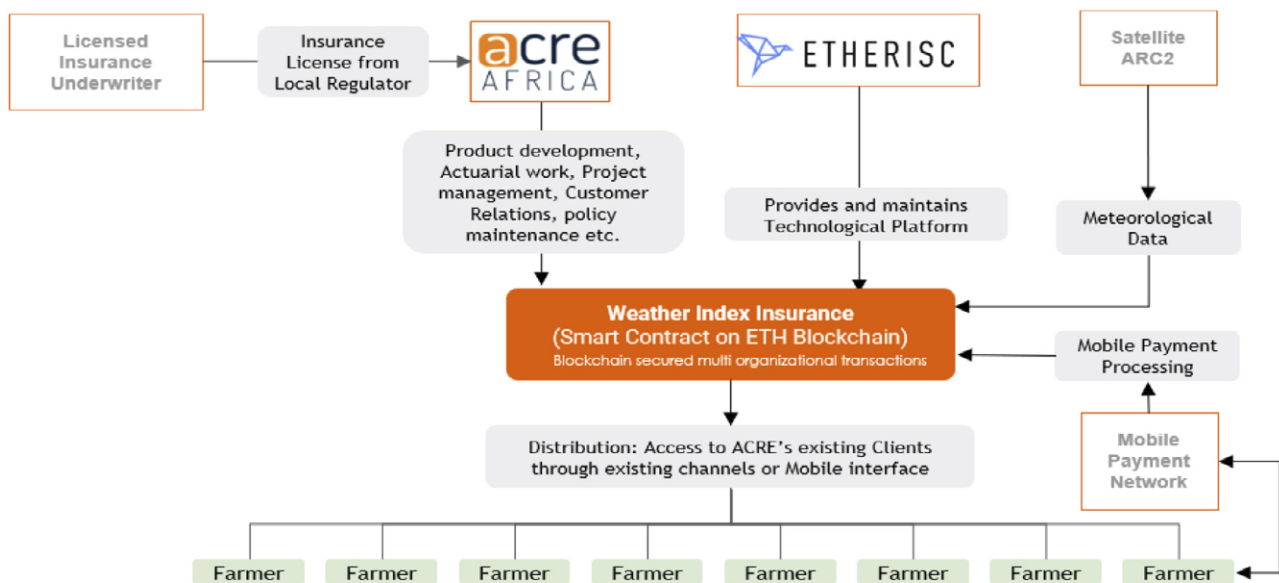 Licensed
Insurance
Underwriter
Insurance
License from
Local Regulator
acre
AFRICA
ETHERISC
Satellite
ARC2
Product development,
Actuarial work, Project
management, Customer
Relations, policy
maintenance etc.
Provides and maintains
Technological Platform
Meteorological
Data
Weather Index Insurance
(Smart Contract on ETH Blockchain)
Blockchain secured multi organizational transactions
Mobile Payment
Processing
Distribution: Access to ACRE's existing Clients
through existing channels or Mobile interface
Mobile
Payment
Network
Farmer
Farmer
Farmer
Farmer
Farmer
Farmer
Farmer
Farmer